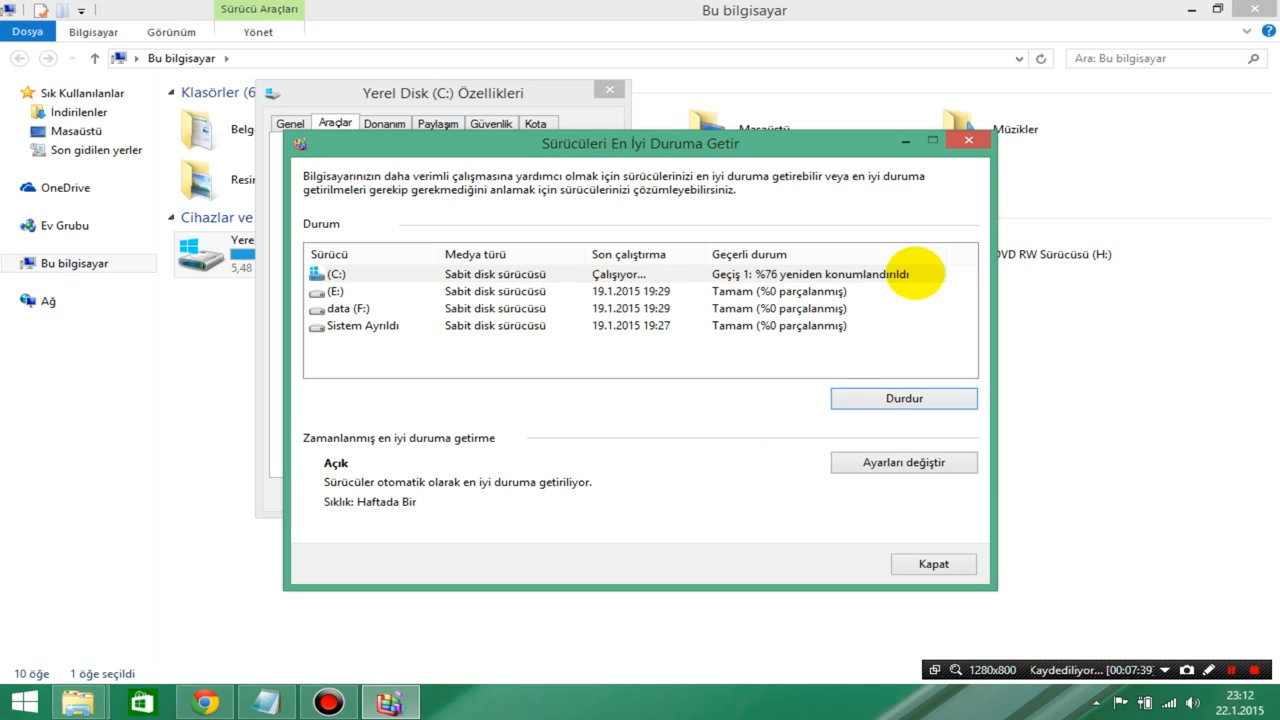 Sürücü Araçları
Bu bilgisayar
Dosya
Bilgisayar
Görünüm
Yönet
Bu bilgisayar
Ara: Bu bilgisayar
Sık Kullanılanlar
İndirilenler
Masaüstü
Son gidilen yerler
OneDrive
Ev Grubu
Bu bilgisayar
Ağ
Klasörler (6
Belg
Resir
Masaüstü
Müzikler
Cihazlar ve
Yere
5,48
DVD RW Sürücüsü (H:)
Yerel Disk (C:) Özellikleri
Genel
Araçlar
Donanım
Paylaşım
Güvenlik
Kota
Sürücüleri En İyi Duruma Getir
Bilgisayarınızın daha verimli çalışmasına yardımcı olmak için sürücülerinizi en iyi duruma getirebilir veya en iyi duruma
getirilmeleri gerekip gerekmediğini anlamak için sürücülerinizi çözümleyebilirsiniz.
Durum
Sürücü Medya türü Son çalıştırma Geçerli durum
(C:) Sabit disk sürücüsü Çalışıyor... Geçiş 1: %76 yeniden konumlandırıldı
(E:) Sabit disk sürücüsü 19.1.2015 19:29 Tamam (%0 parçalanmış)
data (F:) Sabit disk sürücüsü 19.1.2015 19:29 Tamam (%0 parçalanmış)
Sistem Ayrıldı Sabit disk sürücüsü 19.1.2015 19:27 Tamam (%0 parçalanmış)
Durdur
Zamanlanmış en iyi duruma getirme
Açık
Ayarları değiştir
Sürücüler otomatik olarak en iyi duruma getiriliyor.
Sıklık: Haftada Bir
Kapat
10 öğe 1 öğe seçildi
1280x800 Kaydediliyor... [00:07:39]
23:12
22.1.2015